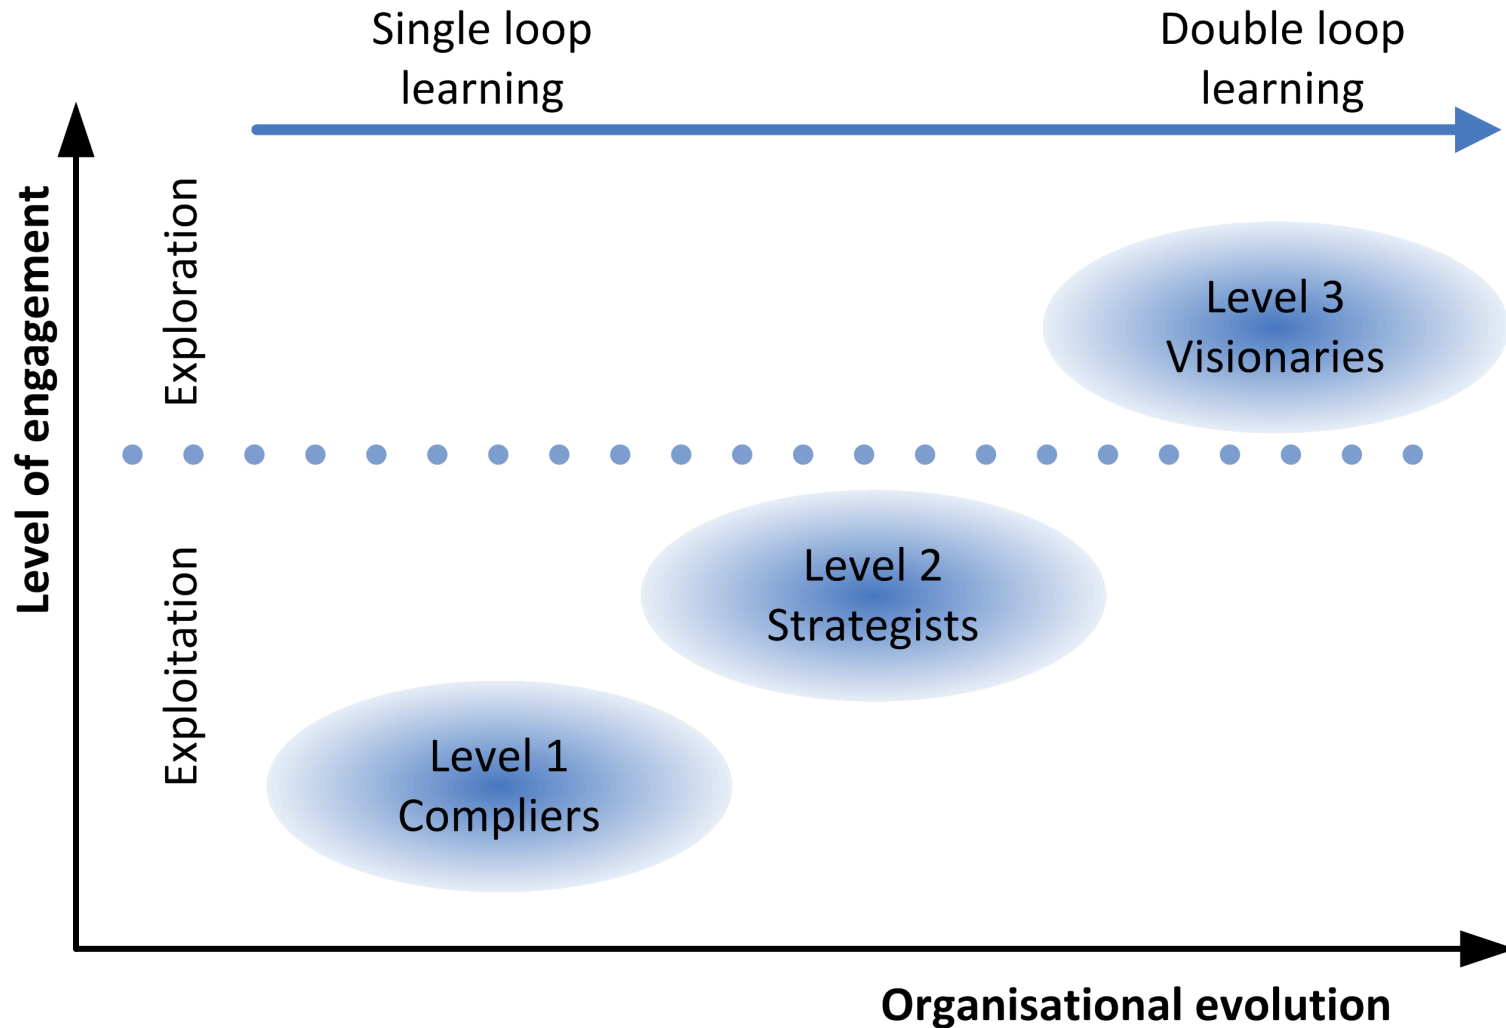 Single loop
learning
Double loop
learning
Level of engagement
Exploration
Level 3
Visionaries
Exploitation
Level 2
Strategists
Level 1
Compliers
Organisational evolution